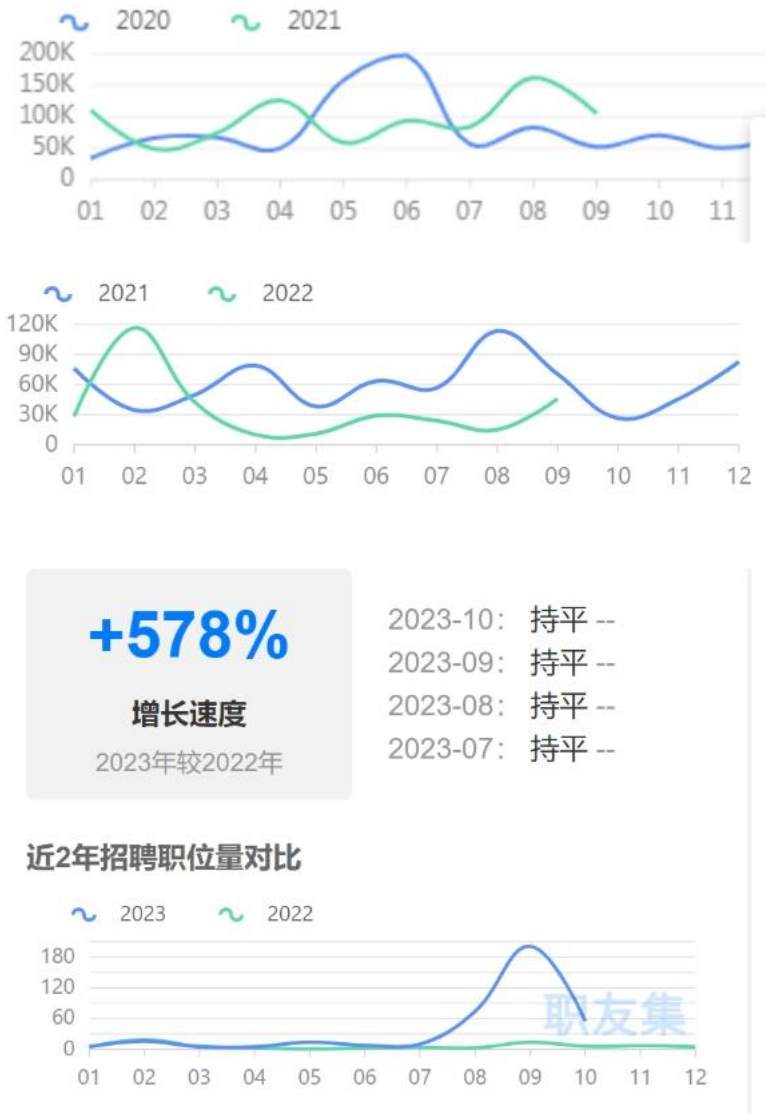 2020 2021
200K
150K
100K
50K
0
01 02 03 04 05 06 07 08 09 10 11
2021 2022
120K
90K
60K
30K
0
01 02 03 04 05 06 07 08 09 10 11 12
+578%
增长速度
2023年较2022年
2023-10： 持平 --
2023-09： 持平 --
2023-08： 持平 --
2023-07： 持平 --
近2年招聘职位量对比
2023 2022
180
120
60
0
职友集
01 02 03 04 05 06 07 08 09 10 11 12